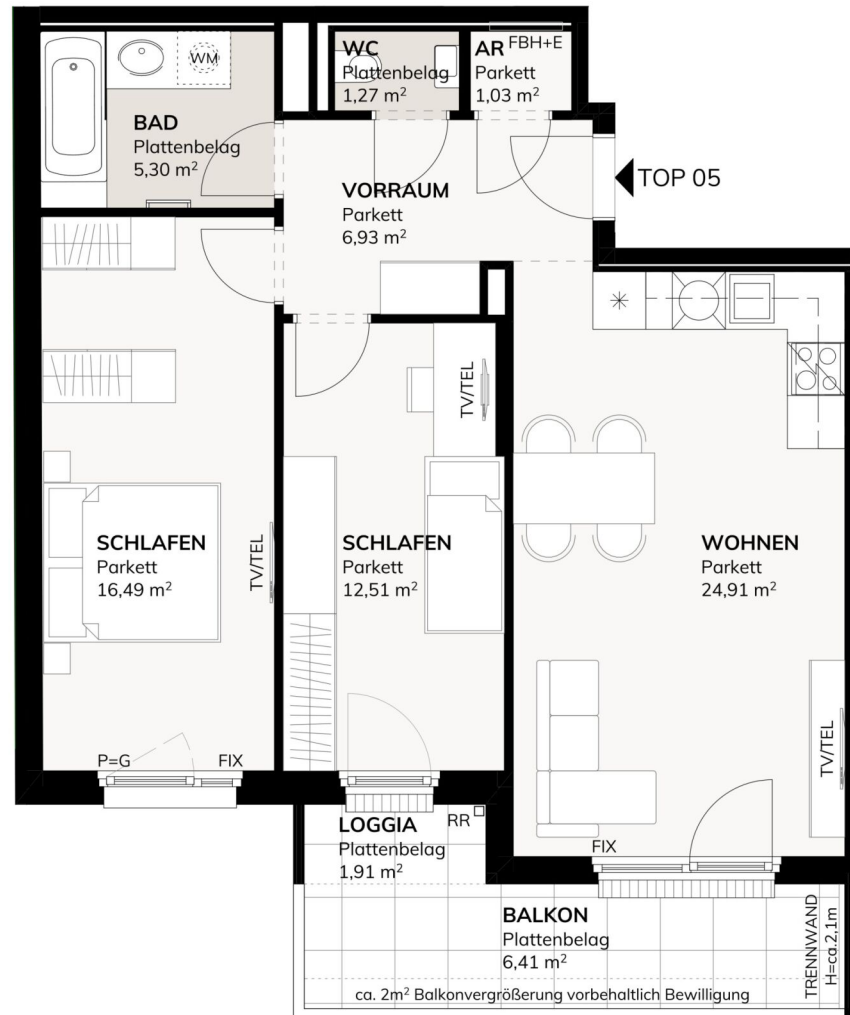 WC
Plattenbelag
1,27 m²
AR
FBH+E
Parkett
1,03 m²
WM
BAD
Plattenbelag
5,30 m²
VORRAUM
Parkett
6,93 m²
TOP 05
TV/TEL
SCHLAFEN
Parkett
16,49 m²
TV/TEL
SCHLAFEN
Parkett
12,51 m²
WOHNEN
Parkett
24,91 m²
TV/TEL
P=G
FIX
LOGGIA
Plattenbelag
1,91 m²
RR
FIX
BALKON
Plattenbelag
6,41 m²
TRENNWAND
H=ca.2,1m
ca. 2m² Balkonvergrößerung vorbehaltlich Bewilligung